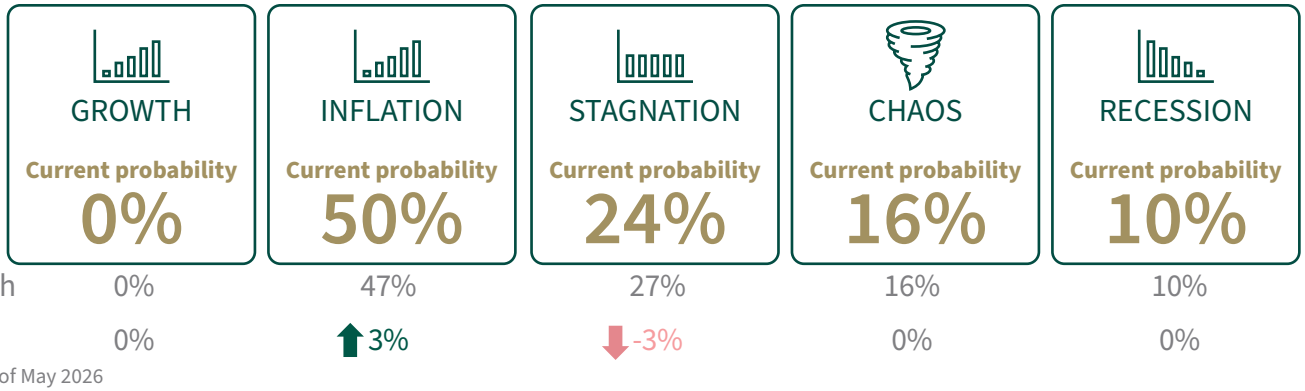 GROWTH INFLATION STAGNATION CHAOS RECESSION
Current probability Current probability Current probability Current probability Current probability
0% 50% 24% 16% 10%
h 0% 47% 27% 16% 10%
0% 3% -3% 0% 0%
of May 2026